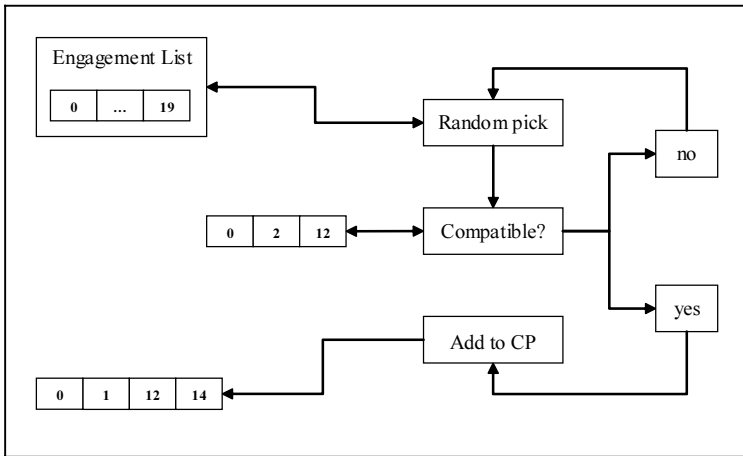 Engagement List
0 ... 19
Random pick
no
0 2 12
Compatible?
yes
Add to CP
0 1 12 14